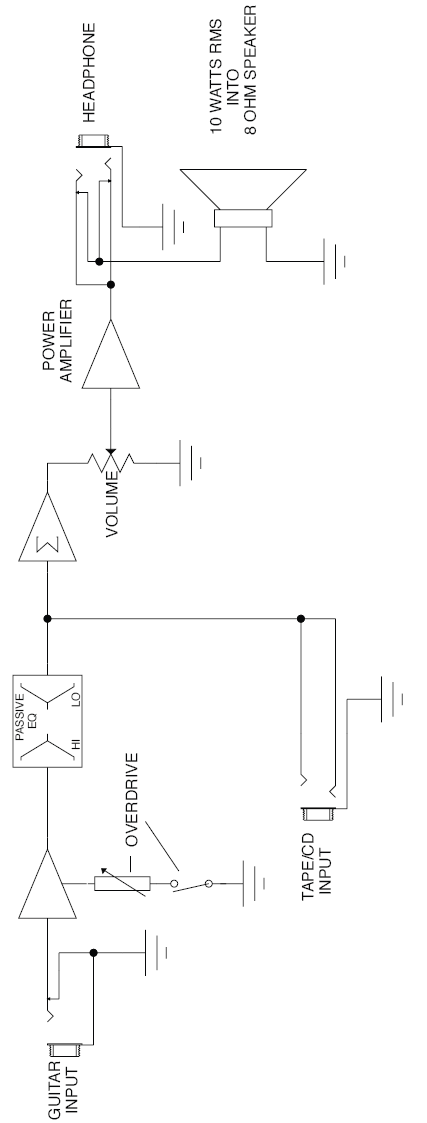 GUITAR
INPUT
OVERDRIVE
PASSIVE
EQ
HI
LO
TAPE/CD
INPUT
Σ
VOLUME
POWER
AMPLIFIER
HEADPHONE
10 WATTS RMS
INTO
8 OHM SPEAKER